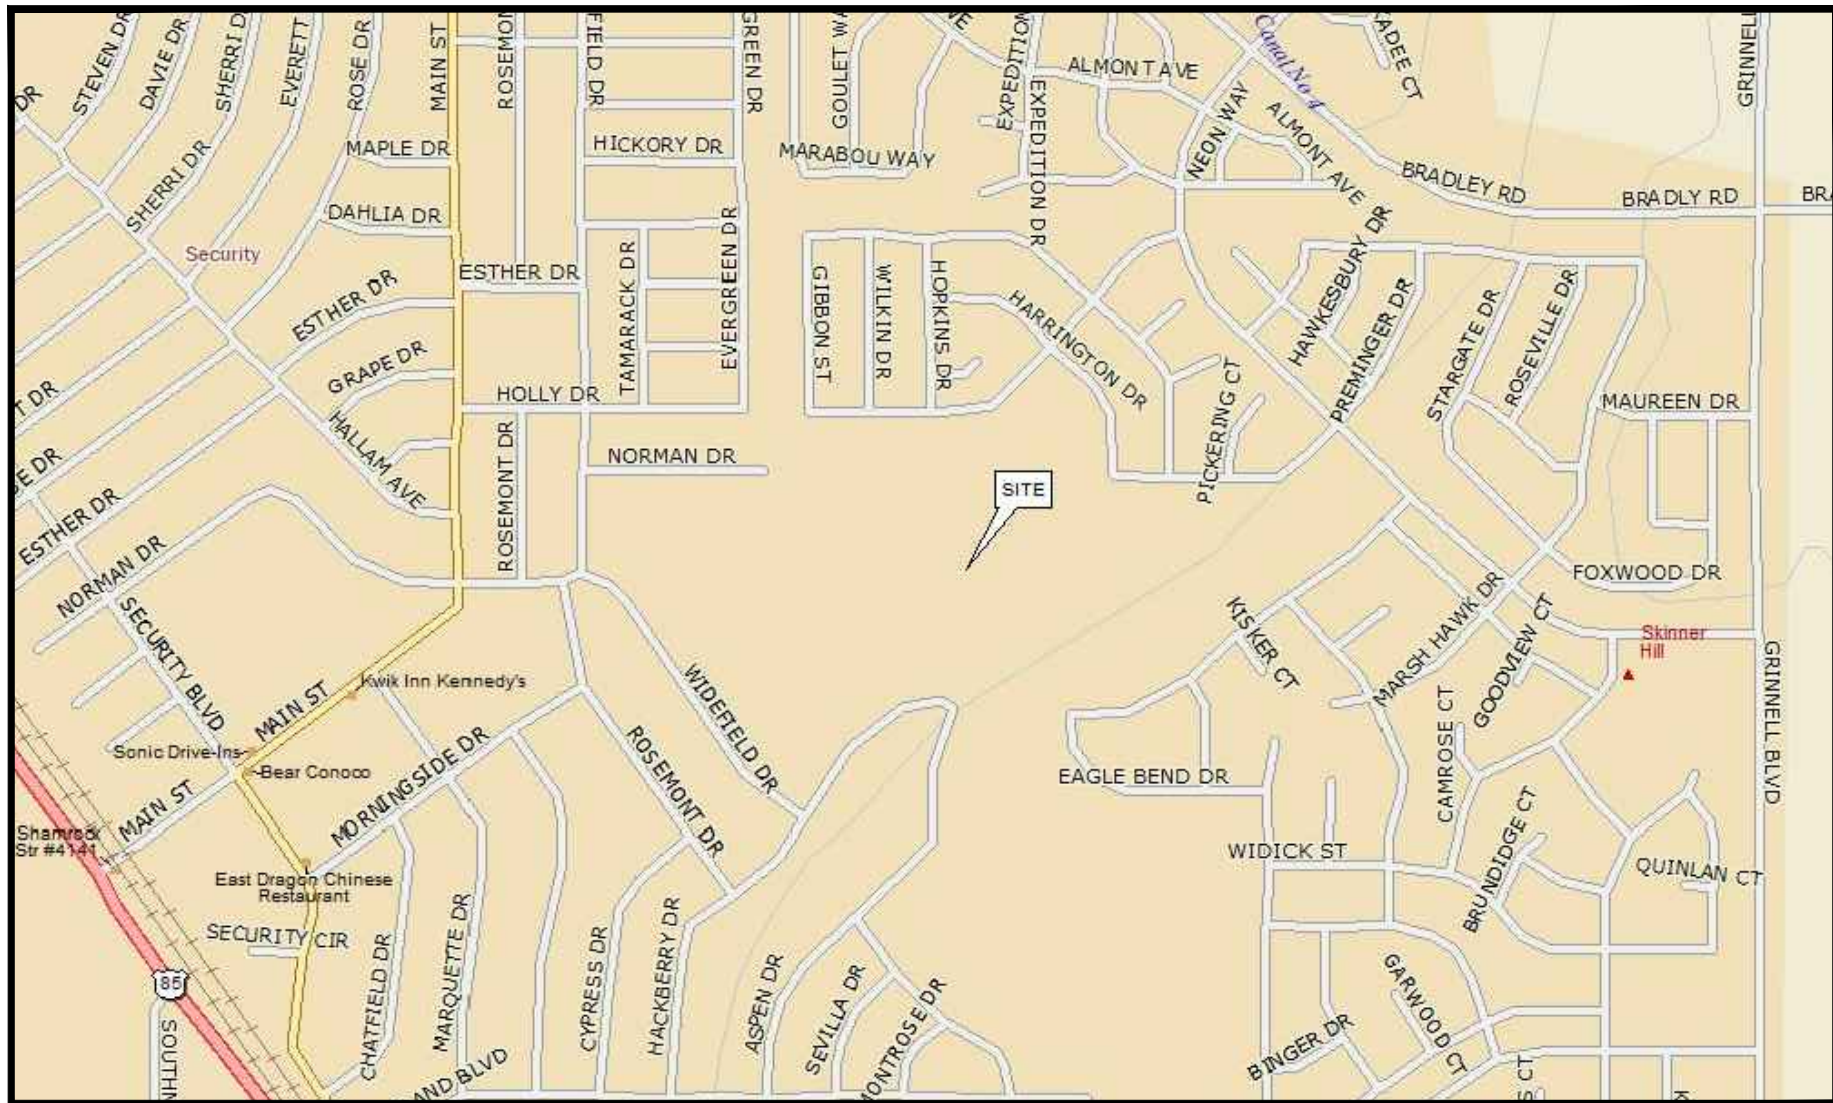 STEVEN DR
DAVIE DR
SHERRI D
EVERETT
ROSE DR
MAIN ST
ROSEMON
FIELD DR
GREEN DR
GOULET WA
VE
EXPEDITION
ALMONT AVE
Canal No 4
ADEE CT
GRINNELL
DR
MAPLE DR
HICKORY DR
MARABOU WAY
EXPEDITION DR
NEON WAY
ALMONT AVE
BRADLEY RD
BRADLY RD
BRA
SHERRI DR
DAHLIA DR
Security
ESTHER DR
ESTHER DR
TAMARACK DR
EVERGREEN DR
GIBBON ST
WILKIN DR
HOPKINS DR
HARRINGTON DR
HAWKESBURY DR
PREMINGER DR
STARGATE DR
ROSEVILLE DR
GRAPE DR
HOLLY DR
T DR
HALLAM AVE
PICKERING CT
MAUREEN DR
ROSEMONT DR
NORMAN DR
SE DR
SITE
ESTHER DR
NORMAN DR
SECURITY BLVD
FOXWOOD DR
KISKER CT
MARSH HAWK DR
GOODVIEW CT
Skinner
Hill
GRINNELL BLVD
MAIN ST
Kwik Inn Kennedy's
WIDEFIELD DR
ROSEMONT DR
CAMROSE CT
Sonic Drive-Ins
Bear Conoco
MORNINGSIDE DR
EAGLE BEND DR
MAIN ST
Shamrock
Str #4141
WIDICK ST
BRUNDIDGE CT
QUINLAN CT
East Dragon Chinese
Restaurant
SECURITY CIR
CHATFIELD DR
MARQUETTE DR
CYPRESS DR
HACKBERRY DR
ASPEN DR
SEVILLA DR
MONTROSE DR
GARWOOD CT
BINGER DR
85
SOUTHM
AND BLVD
S CT
K